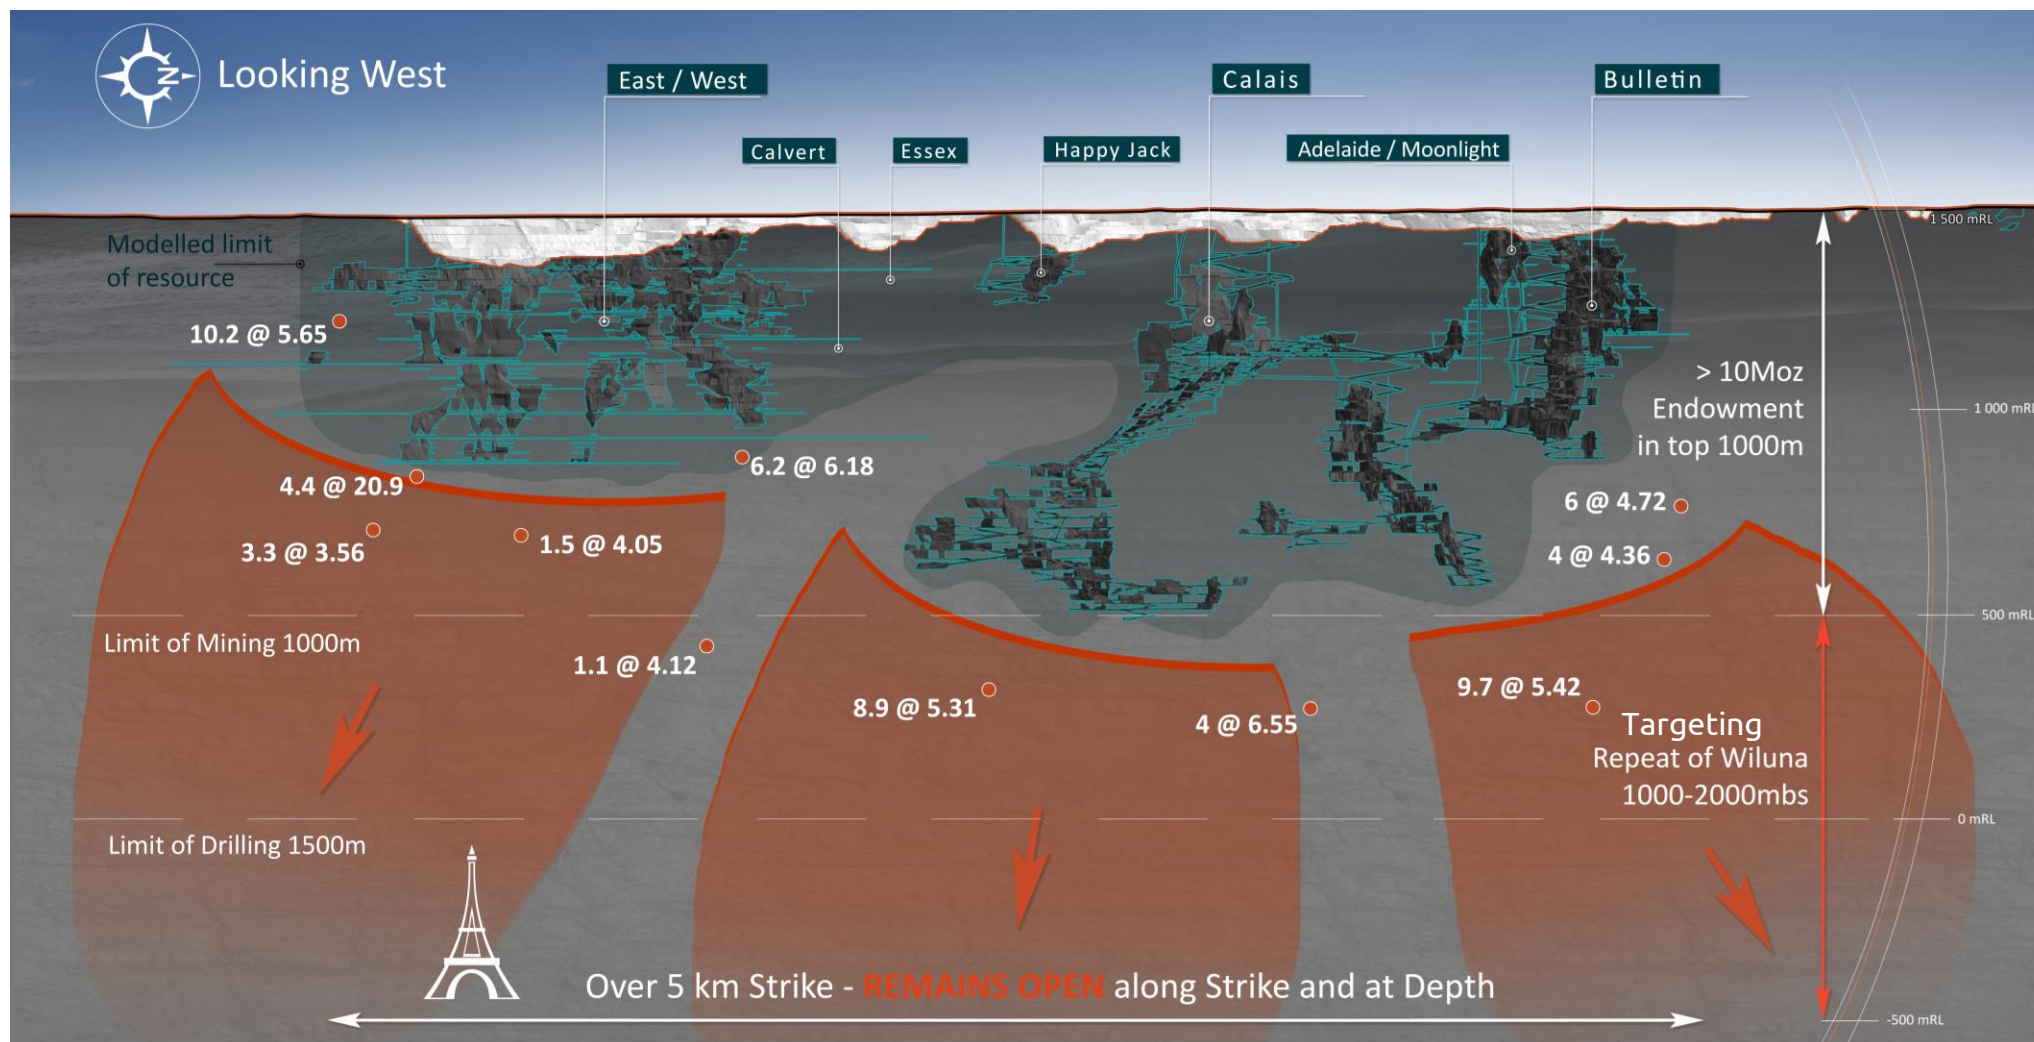 N
Looking West
East / West
Calais
Bulletin
Calvert
Essex
Happy Jack
Adelaide / Moonlight
1 500 mRL
Modelled limit
of resource
10.2 @ 5.65
> 10Moz
Endowment
in top 1000m
1 000 mRL
6.2 @ 6.18
4.4 @ 20.9
6 @ 4.72
3.3 @ 3.56
1.5 @ 4.05
4 @ 4.36
500 mRL
Limit of Mining 1000m
1.1 @ 4.12
8.9 @ 5.31
4 @ 6.55
9.7 @ 5.42
Targeting
Repeat of Wiluna
1000-2000mbs
0 mRL
Limit of Drilling 1500m
Over 5 km Strike - REMAINS OPEN along Strike and at Depth
-500 mRL